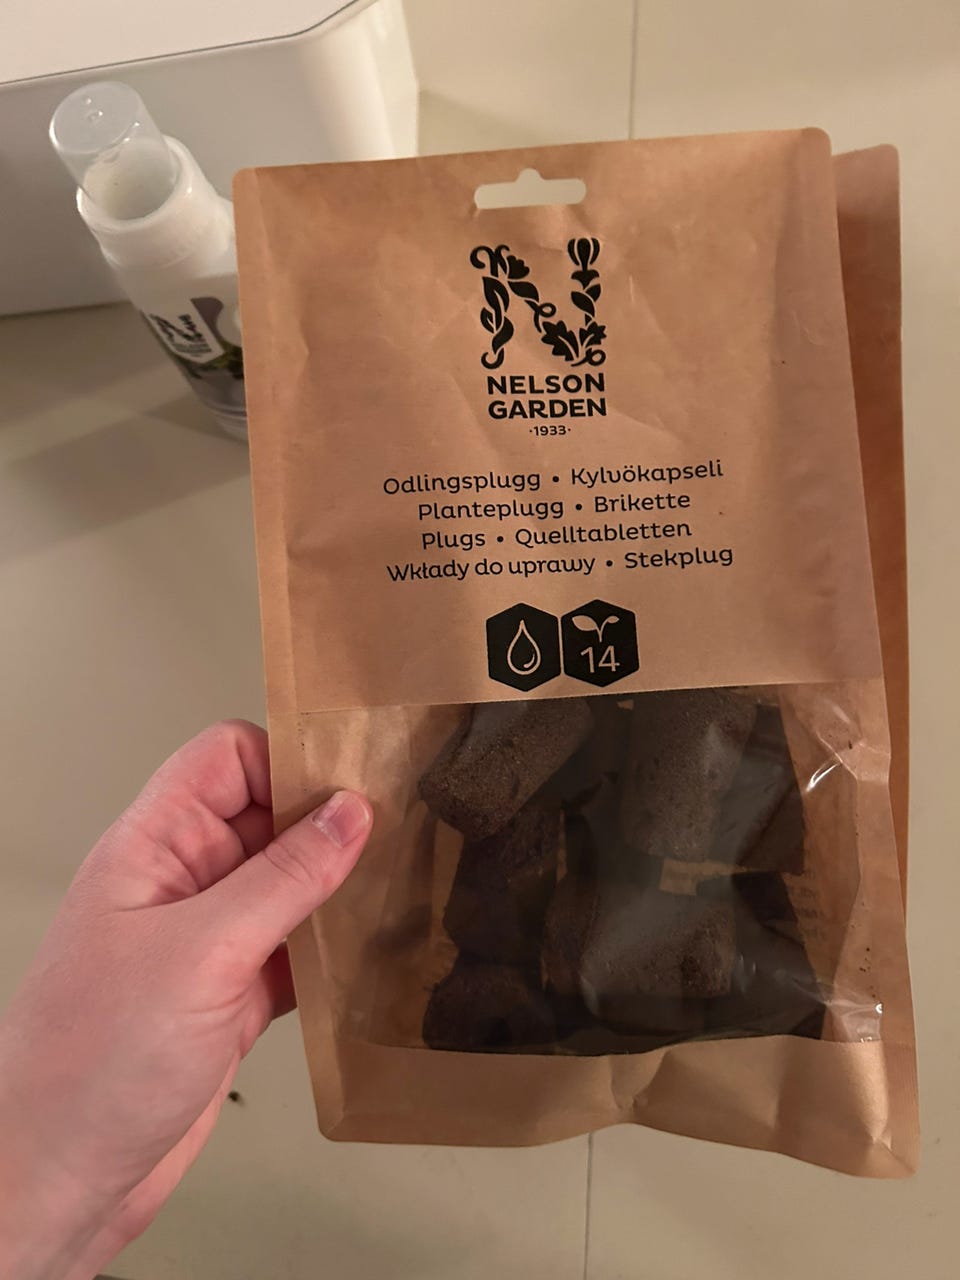 NELSON
GARDEN
·1933·
Odlingsplugg • Kylvökapseli
Planteplugg • Brikette
Plugs • Quelltabletten
Wkłady do uprawy • Stekplug
14